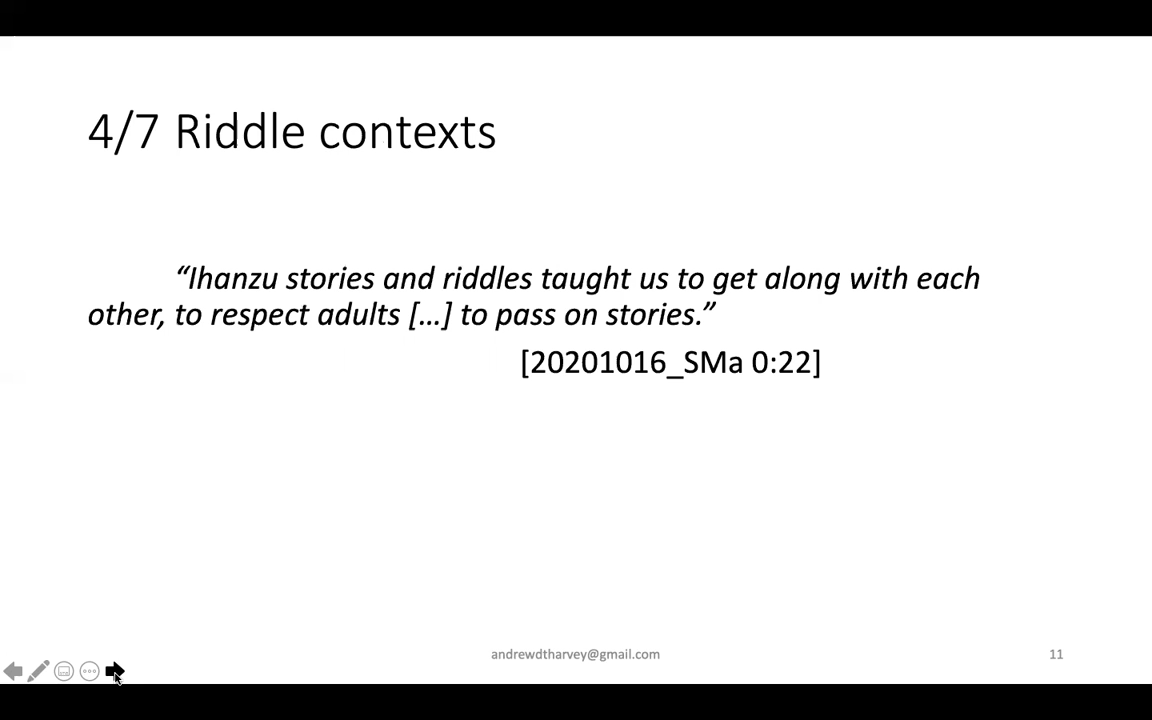 4/7 Riddle contexts
“Ihanzu stories and riddles taught us to get along with each
other, to respect adults […] to pass on stories.”
[20201016_SMa 0:22]
andrewdtharvey@gmail.com
11